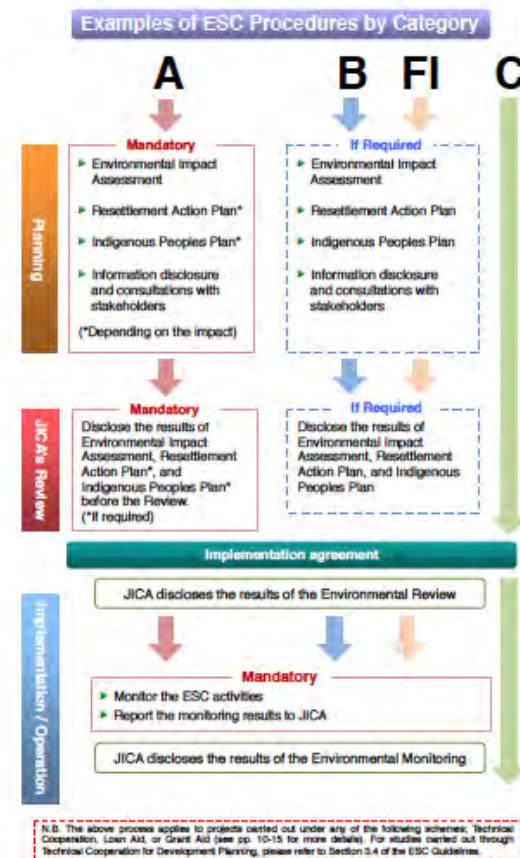 Examples of ESC Procedures by Category
A
B
FI
C
Planning
Mandatory
Environmental Impact
Assessment
Resettlement Action Plan*
Indigenous Peoples Plan*
Information disclosure
and consultations with
stakeholders
(*Depending on the impact)
If Required
Environmental Impact
Assessment
Resettlement Action Plan
Indigenous Peoples Plan
Information disclosure
and consultations with
stakeholders
JICA's Review
Mandatory
Disclose the results of
Environmental Impact
Assessment, Resettlement
Action Plan*, and
Indigenous Peoples Plan*
before the Review.
(*If required)
If Required
Disclose the results of
Environmental Impact
Assessment, Resettlement
Action Plan, and Indigenous
Peoples Plan
Implementation agreement
Implementation / Operation
JICA discloses the results of the Environmental Review
Mandatory
Monitor the ESC activities
Report the monitoring results to JICA
JICA discloses the results of the Environmental Monitoring
N.B. The above process applies to projects carried out under any of the following schemes; Technical
Cooperation, Loan Aid, or Grant Aid (see pp. 10-15 for more details). For studies carried out through
Technical Cooperation for Development Planning, please refer to Section 3.4 of the ESC Guidelines.